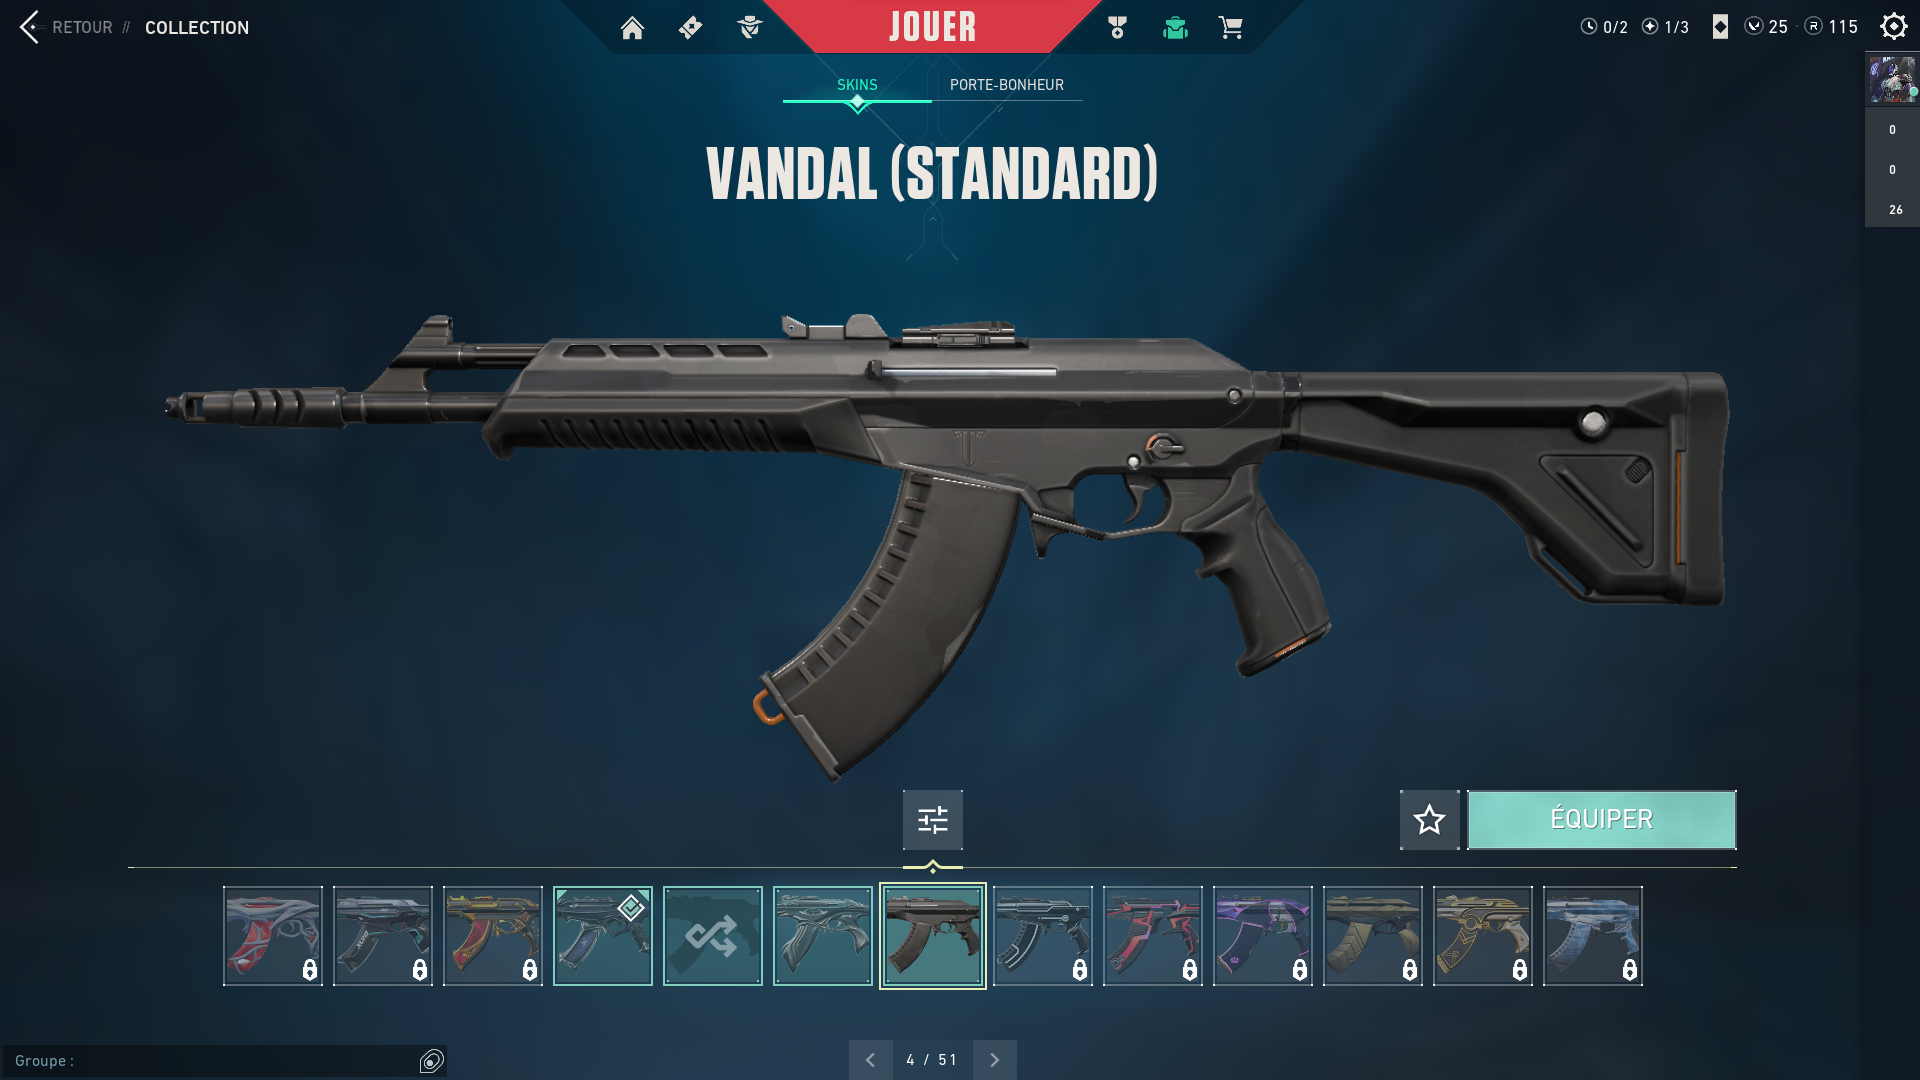 RETOUR // COLLECTION
JOUER
0/2 1/3 25 115
SKINS PORTE-BONHEUR
VANDAL (STANDARD)
0
0
26
ÉQUIPER
Groupe :
4 / 51